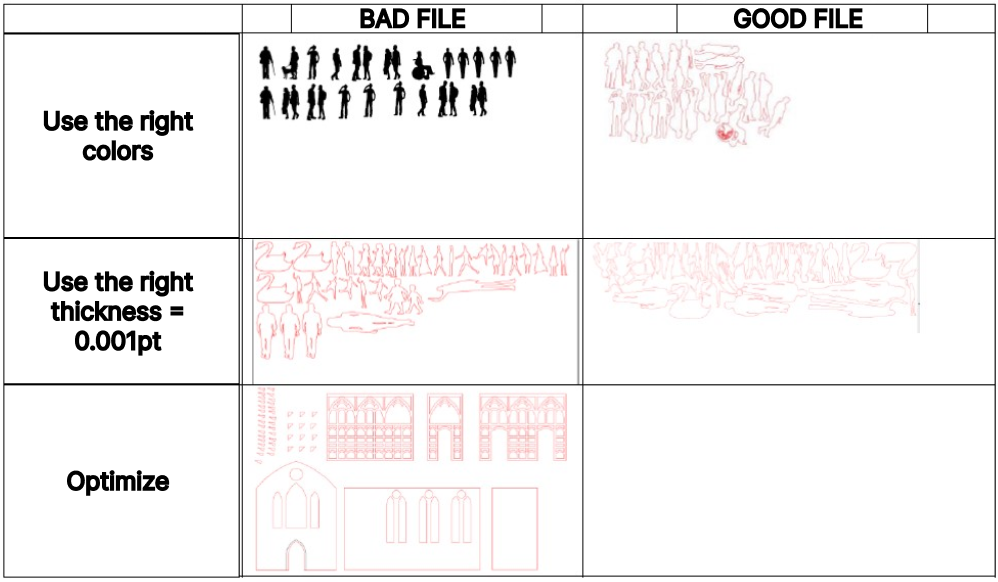 BAD FILE
GOOD FILE
Use the right
colors
Use the right
thickness =
0.001pt
Optimize